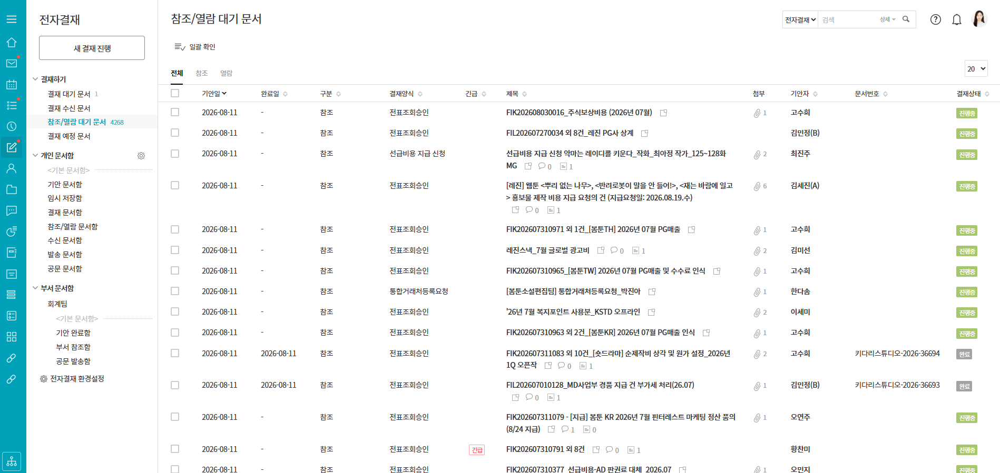 전자결재
새 결재 진행
결재하기
결재 대기 문서 1
결재 수신 문서
참조/열람 대기 문서 4268
결재 예정 문서
개인 문서함
<기본 문서함>
기안 문서함
임시 저장함
결재 문서함
참조/열람 문서함
수신 문서함
발송 문서함
공문 문서함
부서 문서함
회계팀
<기본 문서함>
기안 완료함
부서 참조함
공문 발송함
전자결재 환경설정
참조/열람 대기 문서
전자결재 검색 상세
일괄 확인
전체 참조 열람
20
기안일 완료일 구분 결재양식 긴급 제목 첨부 기안자 문서번호 결재상태
2026-08-11 - 참조 전표조회승인 FIK202608030016_주식보상비용 (2026년 07월) 1 고수희 진행중
2026-08-11 - 참조 전표조회승인 FIL202607270034 외 8건_레진 PG사 상계 김민정(B) 진행중
2026-08-11 - 참조 선급비용 지급 신청 선급비용 지급 신청 악마는 레이디를 키운다_작화_최아정 작가_125~128화 2 최진주 진행중
MG 0 1
2026-08-11 - 참조 전표조회승인 [레진] 웹툰 <뿌리 없는 나무>, <반려로봇이 말을 안 들어!>, <재는 바람에 일고 6 김세진(A) 진행중
> 홍보물 제작 비용 지급 요청의 건 (지급요청일: 2026.08.19.수)
0 1
2026-08-11 - 참조 전표조회승인 FIK202607310971 외 1건_[봄툰TH] 2026년 07월 PG매출 1 고수희 진행중
2026-08-11 - 참조 전표조회승인 레진스낵_7월 글로벌 광고비 0 1 2 김미선 진행중
2026-08-11 - 참조 전표조회승인 FIK202607310965_[봄툰TW] 2026년 07월 PG매출 및 수수료 인식 1 고수희 진행중
2026-08-11 - 참조 통합거래처등록요청 [봄툰소설편집팀] 통합거래처등록요청_박진아 1 한다솜 진행중
2026-08-11 - 참조 전표조회승인 '26년 7월 복지포인트 사용분_KSTD 오프라인 2 이세미 진행중
2026-08-11 - 참조 전표조회승인 FIK202607310963 외 2건_[봄툰KR] 2026년 07월 PG매출 인식 1 고수희 진행중
2026-08-11 2026-08-11 참조 전표조회승인 FIK202607311083 외 10건_[숏드라마] 순제작비 상각 및 원가 설정_2026년 2 고수희 키다리스튜디오-2026-36694 완료
1Q 오픈작 0 1
2026-08-11 2026-08-11 참조 전표조회승인 FIL202607010128_MD사업부 경품 지급 건 부가세 처리(26.07) 1 김민정(B) 키다리스튜디오-2026-36693 완료
0 1
2026-08-11 - 참조 전표조회승인 FIK202607311079 - [지급] 봄툰 KR 2026년 7월 핀터레스트 마케팅 정산 품의 1 오연주 진행중
(8/24 지급) 1 0
2026-08-11 - 참조 전표조회승인 긴급 FIK202607310791 외 8건 0 1 황찬미 진행중
2026-08-11 - 참조 전표조회승인 FIK202607310377_선급비용-AD 판권료 대체_2026.07 1 오민지 진행중